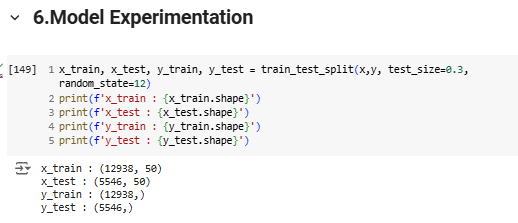 6.Model Experimentation
[149] 1 x_train, x_test, y_train, y_test = train_test_split(x,y, test_size=0.3,
random_state=12)
2 print(f'x_train : {x_train.shape}')
3 print(f'x_test : {x_test.shape}')
4 print(f'y_train : {y_train.shape}')
5 print(f'y_test : {y_test.shape}')
x_train : (12938, 50)
x_test : (5546, 50)
y_train : (12938,)
y_test : (5546,)